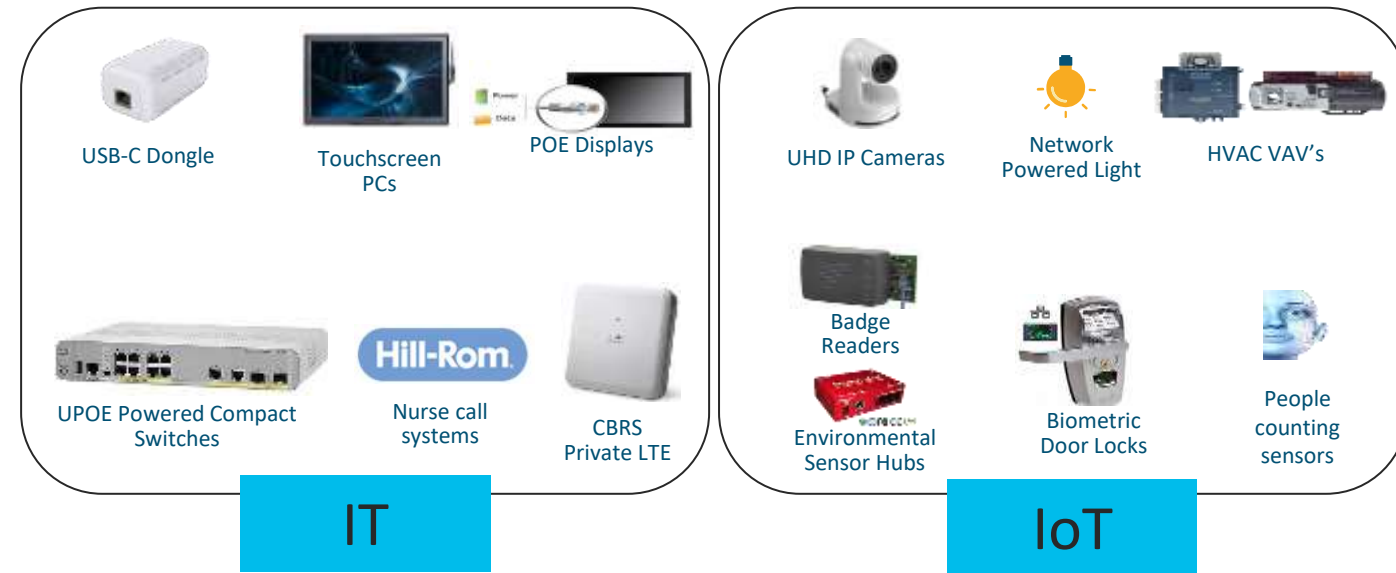 Power
Data
USB-C Dongle
Touchscreen
PCs
POE Displays
UPOE Powered Compact
Switches
Hill-Rom
Nurse call
systems
CBRS
Private LTE
IT
UHD IP Cameras
Network
Powered Light
HVAC VAV’s
Badge
Readers
Environmental
Sensor Hubs
Biometric
Door Locks
People
counting
sensors
IoT